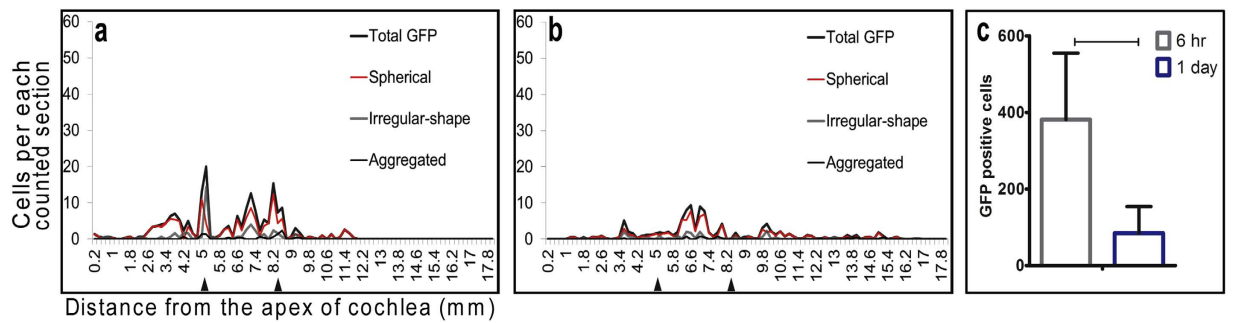 a
60
50
40
30
20
10
0
Cells per each
counted section
Total GFP
Spherical
Irregular-shape
Aggregated
0.2 1 1.8 2.6 3.4 4.2 5 5.8 6.6 7.4 8.2 9 9.8 10.6 11.4 12.2 13 13.8 14.6 15.4 16.2 17 17.8
Distance from the apex of cochlea (mm)
b
60
50
40
30
20
10
0
Total GFP
Spherical
Irregular-shape
Aggregated
0.2 1 1.8 2.6 3.4 4.2 5 5.8 6.6 7.4 8.2 9 9.8 10.6 11.4 12.2 13 13.8 14.6 15.4 16.2 17 17.8
c
600
400
200
0
GFP positive cells
6 hr
1 day